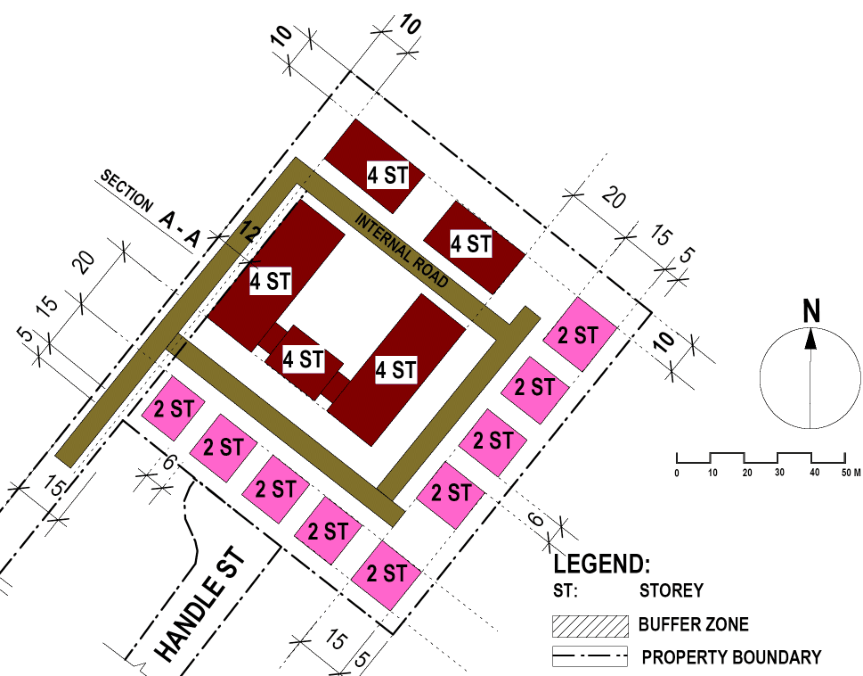 10
10
4 ST
SECTION A - A
20
15
5
12
INTERNAL ROAD
4 ST
4 ST
20
15
5
4 ST
4 ST
2 ST
10
N
2 ST
2 ST
2 ST
2 ST
2 ST
2 ST
2 ST
2 ST
6
15
6
0 10 20 30 40 50 M
HANDLE ST
15
5
LEGEND:
ST: STOREY
BUFFER ZONE
PROPERTY BOUNDARY